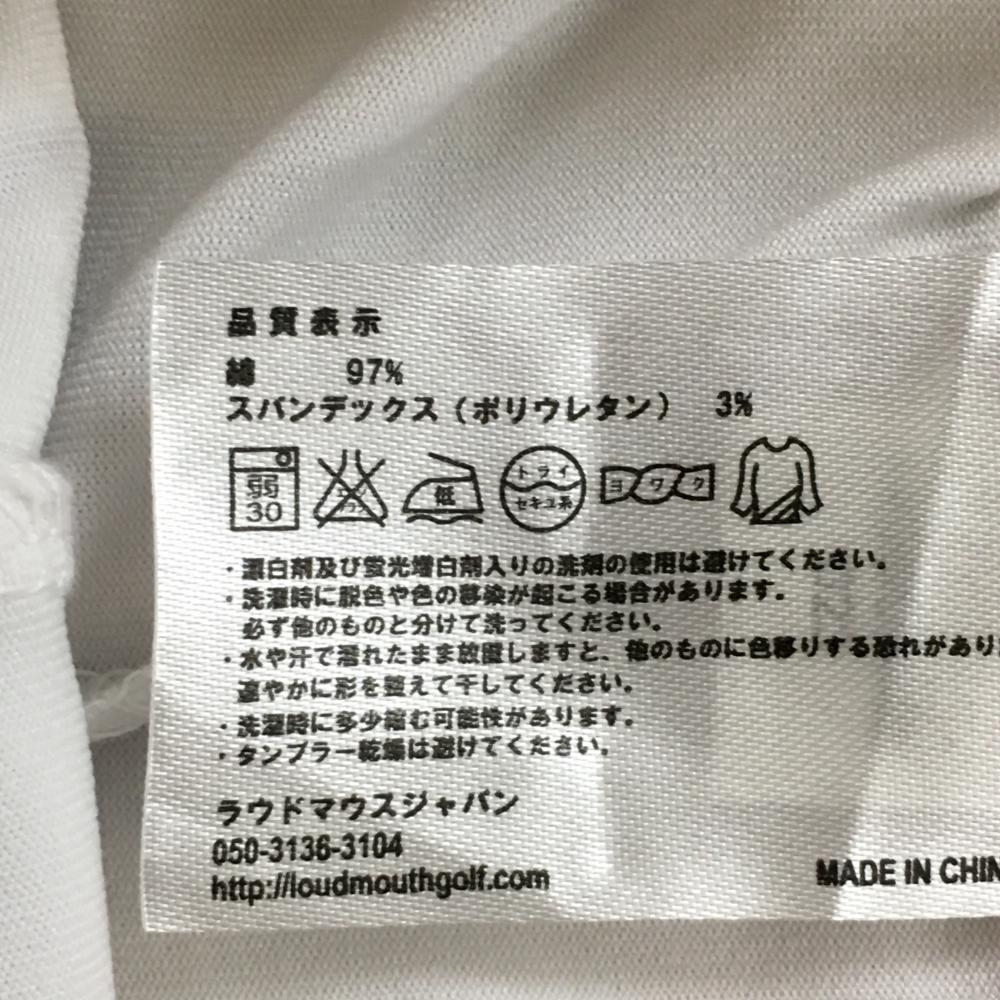 品質表示
綿 97%
スパンデックス(ポリウレタン) 3%
弱
30
エンソ
低
ドライ
セキユ系
ヨワク
・漂白剤及び蛍光増白剤入りの洗剤の使用は避けてください。
・洗濯時に脱色や色の移染が起こる場合があります。
必ず他のものと分けて洗ってください。
・水や汗で濡れたまま放置しますと、他のものに色移りする恐れがあり
速やかに形を整えて干してください。
・洗濯時に多少縮む可能性があります。
・タンブラー乾燥は避けてください。
ラウドマウスジャパン
050-3136-3104
http://loudmouthgolf.com
MADE IN CHIN